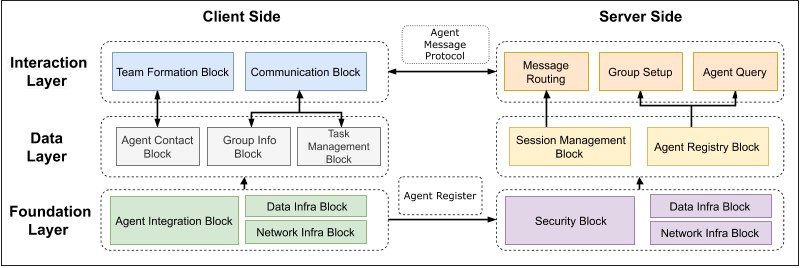 Client Side
Server Side
Interaction
Layer
Team Formation Block
Communication Block
Agent
Message
Protocol
Message
Routing
Group Setup
Agent Query
Data
Layer
Agent Contact
Block
Group Info
Block
Task
Management
Block
Session Management
Block
Agent Registry Block
Foundation
Layer
Agent Integration Block
Data Infra Block
Network Infra Block
Agent Register
Security Block
Data Infra Block
Network Infra Block